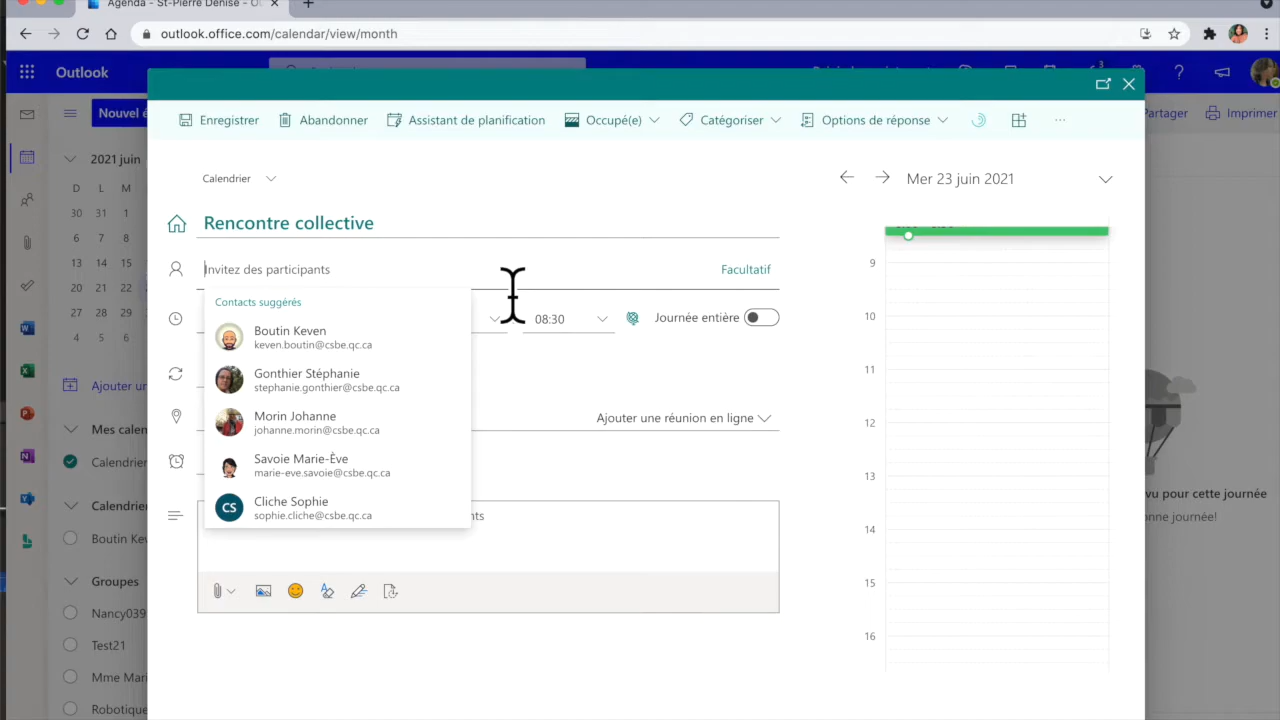 Agenda - St-Pierre Denise - O
outlook.office.com/calendar/view/month
Outlook
3
Nouvel é
Partager
Imprimer
Enregistrer
Abandonner
Assistant de planification
Occupé(e)
Catégoriser
Options de réponse
2021 juin
D L M
30 31 1
6 7 8
13 14 15
20 21 22
27 28 29
4 5 6
Ajouter un
Mes calen
Calendrier
Calendrier
Boutin Kev
Groupes
Nancy039
Test21
Mme Mar
Robotique
Calendrier
Rencontre collective
Invitez des participants
Facultatif
Contacts suggérés
Boutin Keven
keven.boutin@csbe.qc.ca
Gonthier Stéphanie
stephanie.gonthier@csbe.qc.ca
Morin Johanne
johanne.morin@csbe.qc.ca
Savoie Marie-Ève
marie-eve.savoie@csbe.qc.ca
CS
Cliche Sophie
sophie.cliche@csbe.qc.ca
08:30
Journée entière
Ajouter une réunion en ligne
nts
Mer 23 juin 2021
9
10
11
12
13
14
15
16
vu pour cette journée
onne journée!